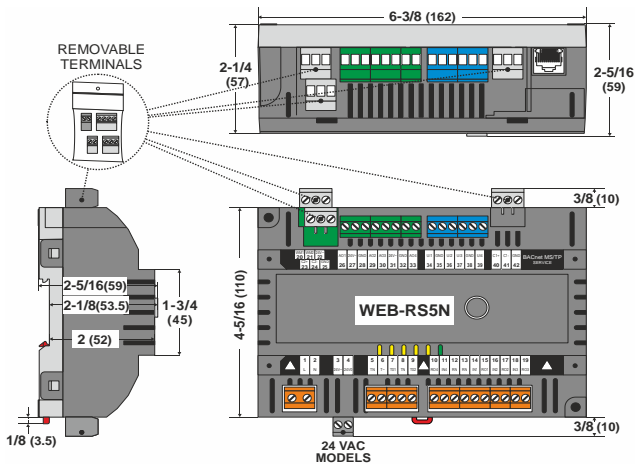 6-3/8 (162)
REMOVABLE
TERMINALS
2-1/4
(57)
2-5/16
(59)
3/8 (10)
2-5/16(59)
2-1/8(53.5)
2 (52)
1-3/4
(45)
4-5/16 (110)
26 27 28 29 30 31 32 33 34 35 36 37 38 39 40 41 42
BACnet MS/TP
SERVICE
WEB-RS5N
1 2 3 4 5 6 7 8 9 10 11 12 13 14 15 16 17 18 19
1/8 (3.5)
24 VAC
MODELS
3/8 (10)